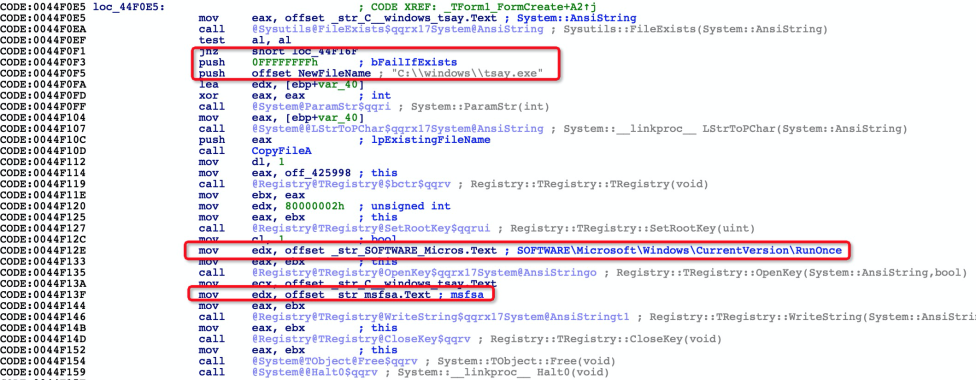 CODE:0044F0E5 loc_44F0E5: ; CODE XREF: _TForm1_FormCreate+A2↑j
CODE:0044F0E5 mov eax, offset _str_C__windows_tsay.Text ; System::AnsiString
CODE:0044F0EA call @Sysutils@FileExists$qqrx17System@AnsiString ; Sysutils::FileExists(System::AnsiString)
CODE:0044F0EF test al, al
CODE:0044F0F1 jnz short loc_44F16F
CODE:0044F0F3 push 0FFFFFFFFh ; bFailIfExists
CODE:0044F0F5 push offset NewFileName ; "C:\\windows\\tsay.exe"
CODE:0044F0FA lea edx, [ebp+var_40]
CODE:0044F0FD xor eax, eax ; int
CODE:0044F0FF call @System@ParamStr$qqri ; System::ParamStr(int)
CODE:0044F104 mov eax, [ebp+var_40]
CODE:0044F107 call @System@@LStrToPChar$qqrx17System@AnsiString ; System::__linkproc__ LStrToPChar(System::AnsiString)
CODE:0044F10C push eax ; lpExistingFileName
CODE:0044F10D call CopyFileA
CODE:0044F112 mov dl, 1
CODE:0044F114 mov eax, off_425998 ; this
CODE:0044F119 call @Registry@TRegistry@$bctr$qqrv ; Registry::TRegistry::TRegistry(void)
CODE:0044F11E mov ebx, eax
CODE:0044F120 mov edx, 80000002h ; unsigned int
CODE:0044F125 mov eax, ebx ; this
CODE:0044F127 call @Registry@TRegistry@SetRootKey$qqrui ; Registry::TRegistry::SetRootKey(uint)
CODE:0044F12C mov cl, 1 ; bool
CODE:0044F12E mov edx, offset _str_SOFTWARE_Micros.Text ; SOFTWARE\Microsoft\Windows\CurrentVersion\RunOnce
CODE:0044F133 mov eax, ebx ; this
CODE:0044F135 call @Registry@TRegistry@OpenKey$qqrx17System@AnsiStringo ; Registry::TRegistry::OpenKey(System::AnsiString,bool)
CODE:0044F13A mov ecx, offset _str_C__windows_tsay.Text
CODE:0044F13F mov edx, offset _str_msfsa.Text ; msfsa
CODE:0044F144 mov eax, ebx
CODE:0044F146 call @Registry@TRegistry@WriteString$qqrx17System@AnsiStringt1 ; Registry::TRegistry::WriteString(System::AnsiStri
CODE:0044F14B mov eax, ebx ; this
CODE:0044F14D call @Registry@TRegistry@CloseKey$qqrv ; Registry::TRegistry::CloseKey(void)
CODE:0044F152 mov eax, ebx ; this
CODE:0044F154 call @System@TObject@Free$qqrv ; System::TObject::Free(void)
CODE:0044F159 call @System@@Halt0$qqrv ; System::__linkproc__ Halt0(void)